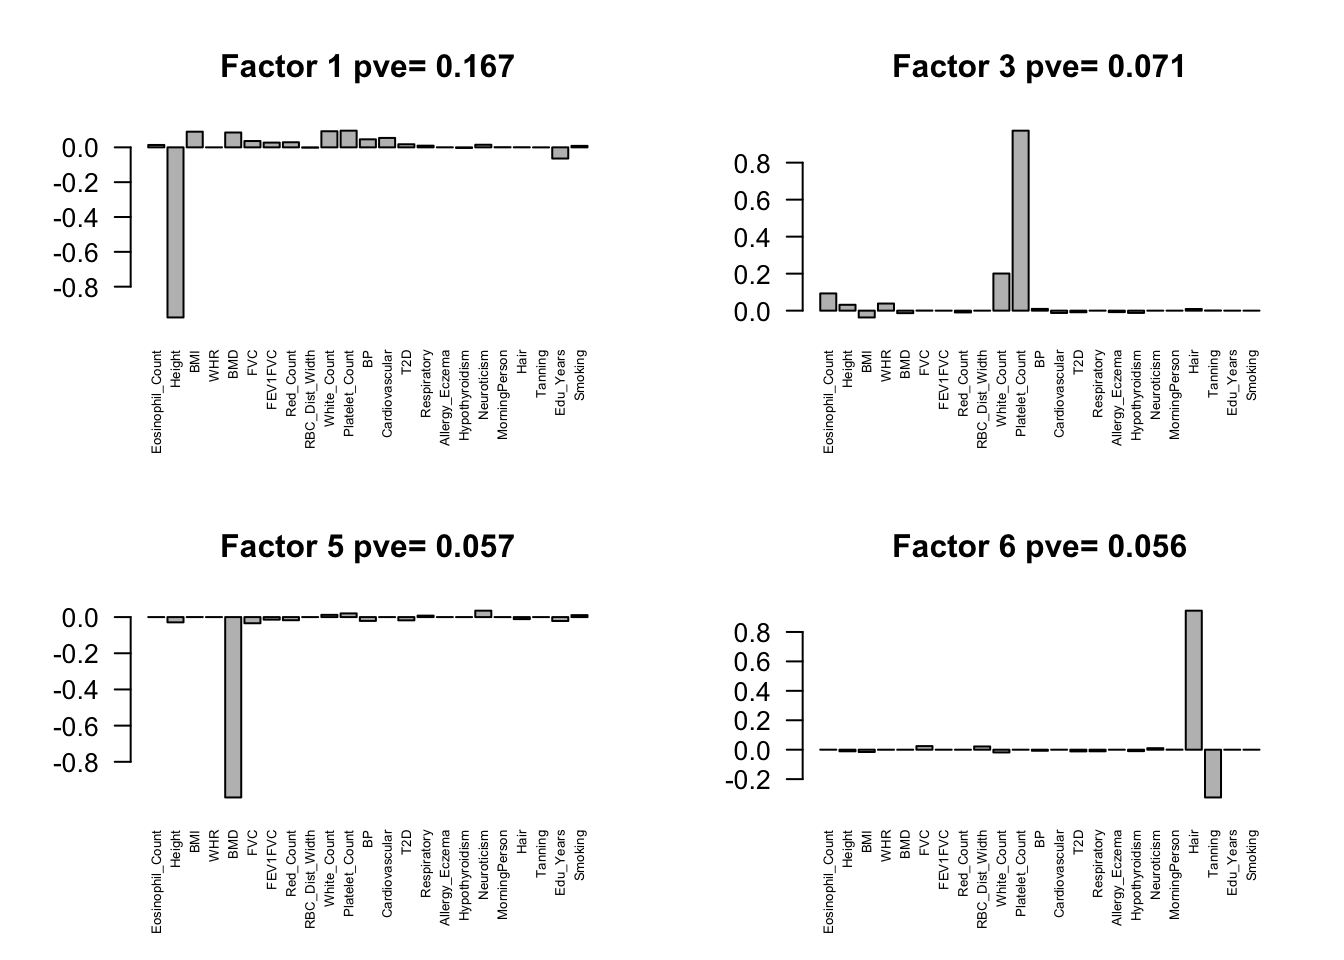 Factor 1 pve= 0.167
0.0
-0.2
-0.4
-0.6
-0.8
Eosinophil_Count
Height
BMI
WHR
BMD
FVC
FEV1FVC
Red_Count
RBC_Dist_Width
White_Count
Platelet_Count
BP
Cardiovascular
T2D
Respiratory
Allergy_Eczema
Hypothyroidism
Neuroticism
MorningPerson
Hair
Tanning
Edu_Years
Smoking
Factor 3 pve= 0.071
0.8
0.6
0.4
0.2
0.0
Eosinophil_Count
Height
BMI
WHR
BMD
FVC
FEV1FVC
Red_Count
RBC_Dist_Width
White_Count
Platelet_Count
BP
Cardiovascular
T2D
Respiratory
Allergy_Eczema
Hypothyroidism
Neuroticism
MorningPerson
Hair
Tanning
Edu_Years
Smoking
Factor 5 pve= 0.057
0.0
-0.2
-0.4
-0.6
-0.8
Eosinophil_Count
Height
BMI
WHR
BMD
FVC
FEV1FVC
Red_Count
RBC_Dist_Width
White_Count
Platelet_Count
BP
Cardiovascular
T2D
Respiratory
Allergy_Eczema
Hypothyroidism
Neuroticism
MorningPerson
Hair
Tanning
Edu_Years
Smoking
Factor 6 pve= 0.056
0.8
0.6
0.4
0.2
0.0
-0.2
Eosinophil_Count
Height
BMI
WHR
BMD
FVC
FEV1FVC
Red_Count
RBC_Dist_Width
White_Count
Platelet_Count
BP
Cardiovascular
T2D
Respiratory
Allergy_Eczema
Hypothyroidism
Neuroticism
MorningPerson
Hair
Tanning
Edu_Years
Smoking